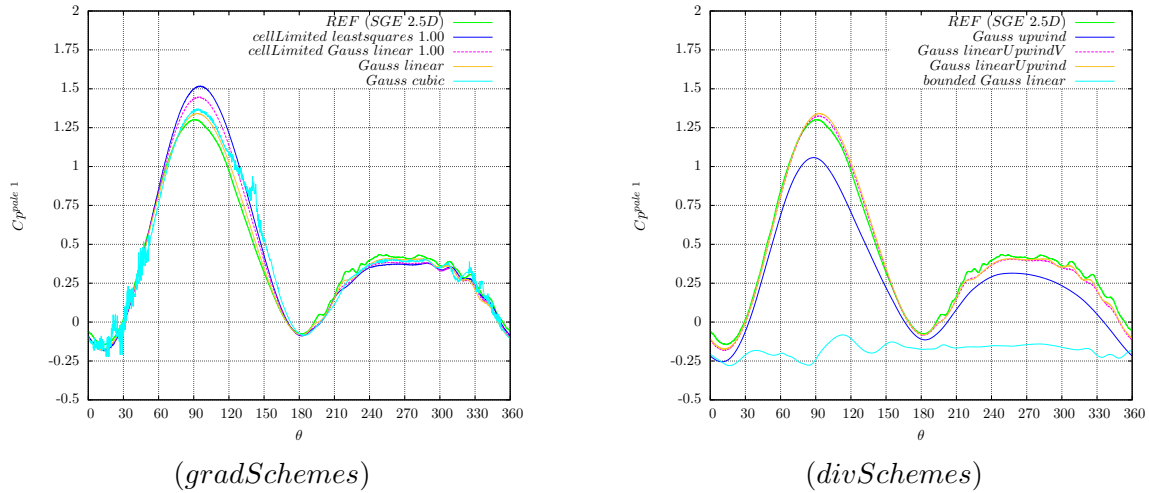 2
1.75
1.5
1.25
1
0.75
0.5
0.25
0
-0.25
-0.5
Cp^{pale 1}
REF (SGE 2.5D)
cellLimited leastsquares 1.00
cellLimited Gauss linear 1.00
Gauss linear
Gauss cubic
0 30 60 90 120 150 180 210 240 270 300 330 360
θ
(gradSchemes)
2
1.75
1.5
1.25
1
0.75
0.5
0.25
0
-0.25
-0.5
Cp^{pale 1}
REF (SGE 2.5D)
Gauss upwind
Gauss linearUpwindV
Gauss linearUpwind
bounded Gauss linear
0 30 60 90 120 150 180 210 240 270 300 330 360
θ
(divSchemes)